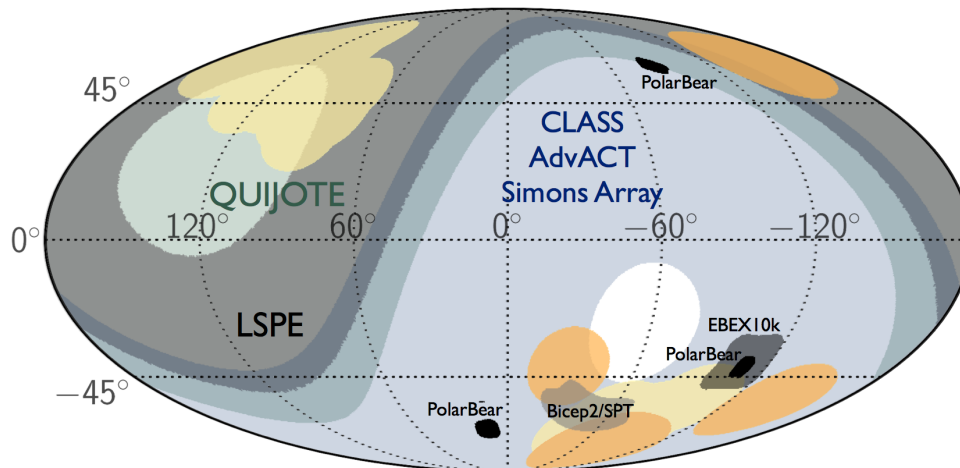 PolarBear
45°
CLASS
AdvACT
Simons Array
QUIJOTE
120° 60° 0° −60° −120°
0°
LSPE
EBEX10k
PolarBear
−45°
PolarBear
Bicep2/SPT